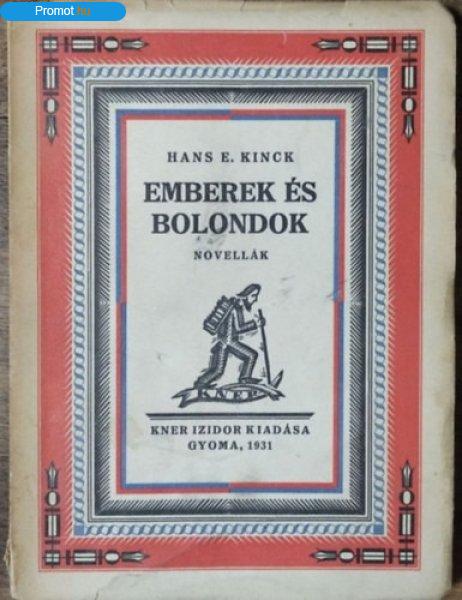 Promot.hu
HANS E. KINCK
EMBEREK ÉS
BOLONDOK
NOVELLÁK
KNER
KNER IZIDOR KIADÁSA
GYOMA, 1931